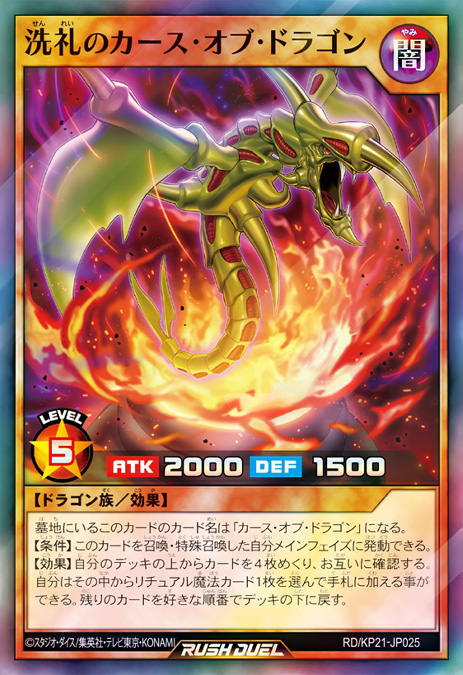 洗礼のカース・オブ・ドラゴン
闇
LEVEL
5
ATK 2000 DEF 1500
【ドラゴン族／効果】
墓地にいるこのカードのカード名は「カース・オブ・ドラゴン」になる。
【条件】このカードを召喚・特殊召喚した自分メインフェイズに発動できる。
【効果】自分のデッキの上からカードを4枚めくり、お互いに確認する。
自分はその中からリチュアル魔法カード1枚を選んで手札に加える事が
できる。残りのカードを好きな順番でデッキの下に戻す。
©スタジオ・ダイス/集英社・テレビ東京・KONAMI
RUSH DUEL
RD/KP21-JP025